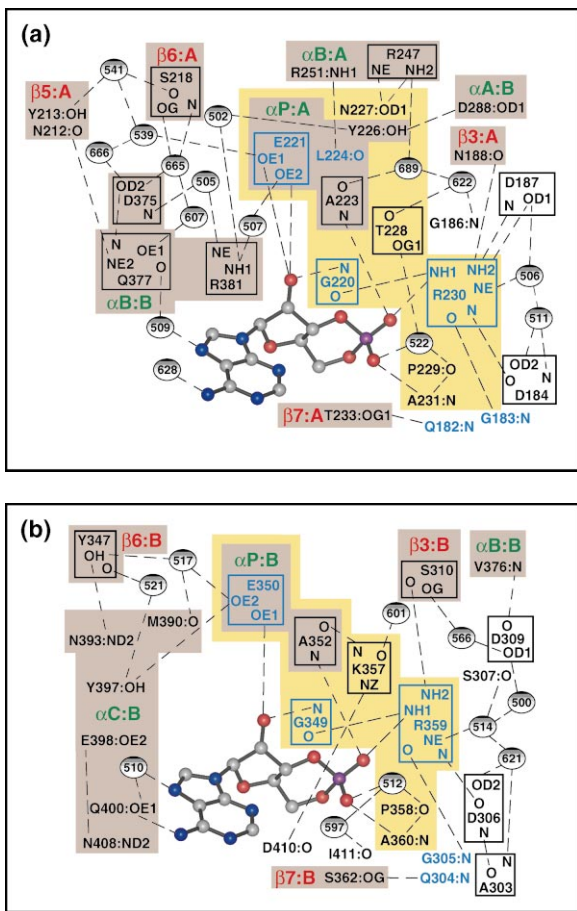 (a)
β6:A
αB:A
R247
S218
R251:NH1
NE NH2
β5:A
541
O
OG N
αA:B
Y213:OH
502
αP:A
N227:OD1
D288:OD1
N212:O
539
E221
Y226:OH
β3:A
666
OE1
L224:O
N188:O
665
OE2
689
OD2
505
O
622
D187
D375
A223
O
N OD1
N
607
507
N
T228
G186:N
N OE1
NE
OG1
NE2
NH1
N
NH1 NH2
Q377 O
R381
G220
NE
506
αB:B
O
R230
O N
511
509
522
OD2
628
P229:O
O N
D184
A231:N
β7:A T233:OG1
G183:N
Q182:N
(b)
Y347
β6:B
β3:B
αB:B
OH
517
αP:B
S310
V376:N
O
O
521
E350
601
OG
O
OE2
566
D309
M390:O
OE1
A352
O
N O
OD1
N393:ND2
N
K357
S307:O
NZ
NH2
500
Y397:OH
N
NH1
G349
R359
514
αC:B
O
NE
O N
621
E398:OE2
512
OD2
510
P358:O
O
Q400:OE1
597
D306
D410:O
A360:N
N
N408:ND2
I411:O
G305:N
N
β7:B S362:OG
Q304:N
O
A303